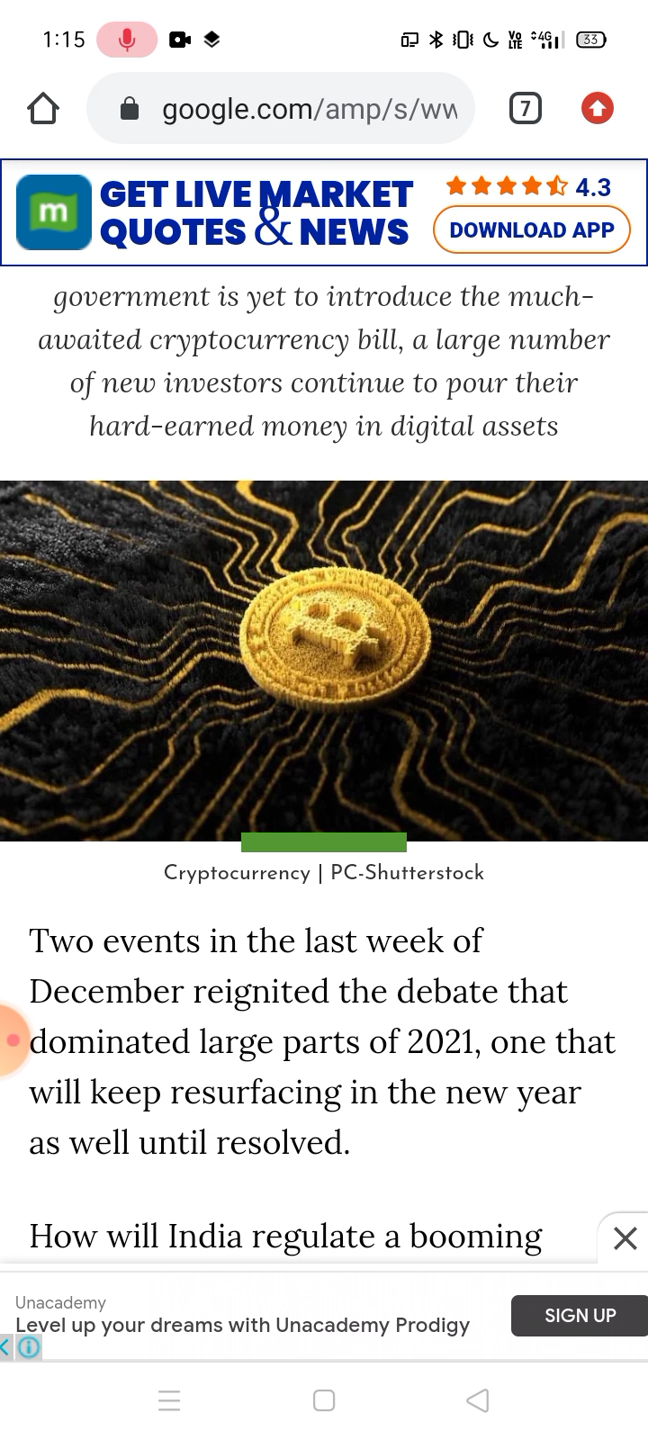 1:15
Vo LTE 4G 33
google.com/amp/s/ww
7
m
GET LIVE MARKET
QUOTES & NEWS
4.3
DOWNLOAD APP
government is yet to introduce the much-
awaited cryptocurrency bill, a large number
of new investors continue to pour their
hard-earned money in digital assets
Cryptocurrency | PC-Shutterstock
Two events in the last week of
December reignited the debate that
dominated large parts of 2021, one that
will keep resurfacing in the new year
as well until resolved.
How will India regulate a booming
Unacademy
Level up your dreams with Unacademy Prodigy
SIGN UP